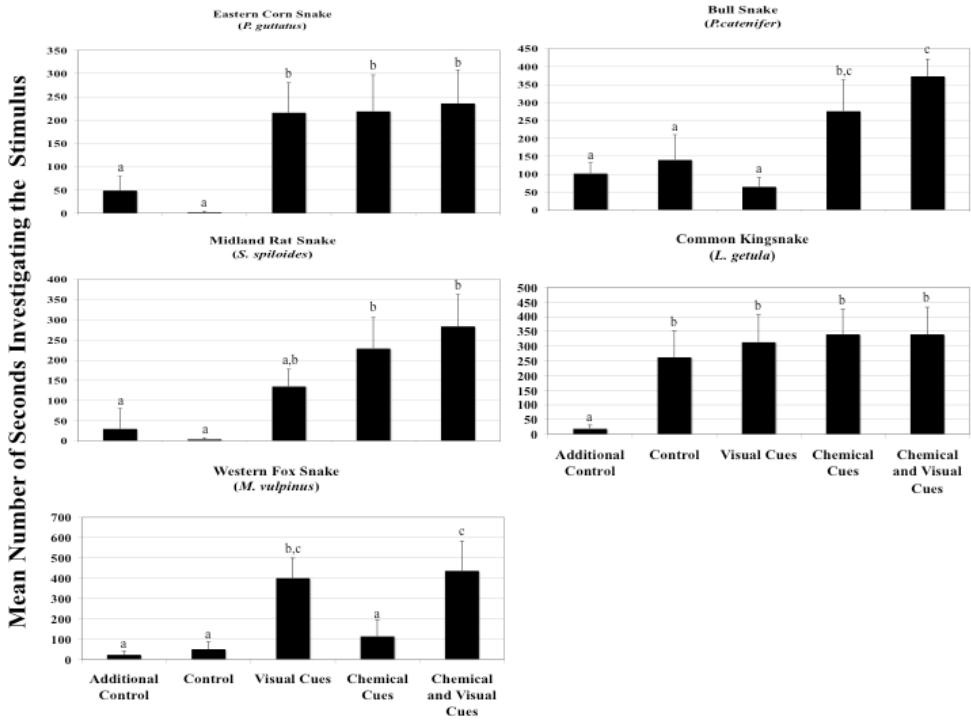 Mean Number of Seconds Investigating the Stimulus
Eastern Corn Snake
(P. guttatus)
350
300
250
200
150
100
50
0
a
a
b
b
b
Bull Snake
(P.catenifer)
450
400
350
300
250
200
150
100
50
0
a
a
a
b,c
c
Midland Rat Snake
(S. spiloides)
400
350
300
250
200
150
100
50
0
a
a
a,b
b
b
Common Kingsnake
(L. getula)
500
450
400
350
300
250
200
150
100
50
0
a
b
b
b
b
Additional
Control
Control
Visual Cues
Chemical
Cues
Chemical
and Visual
Cues
Western Fox Snake
(M. vulpinus)
700
600
500
400
300
200
100
0
a
a
b,c
a
c
Additional
Control
Control
Visual Cues
Chemical
Cues
Chemical
and Visual
Cues